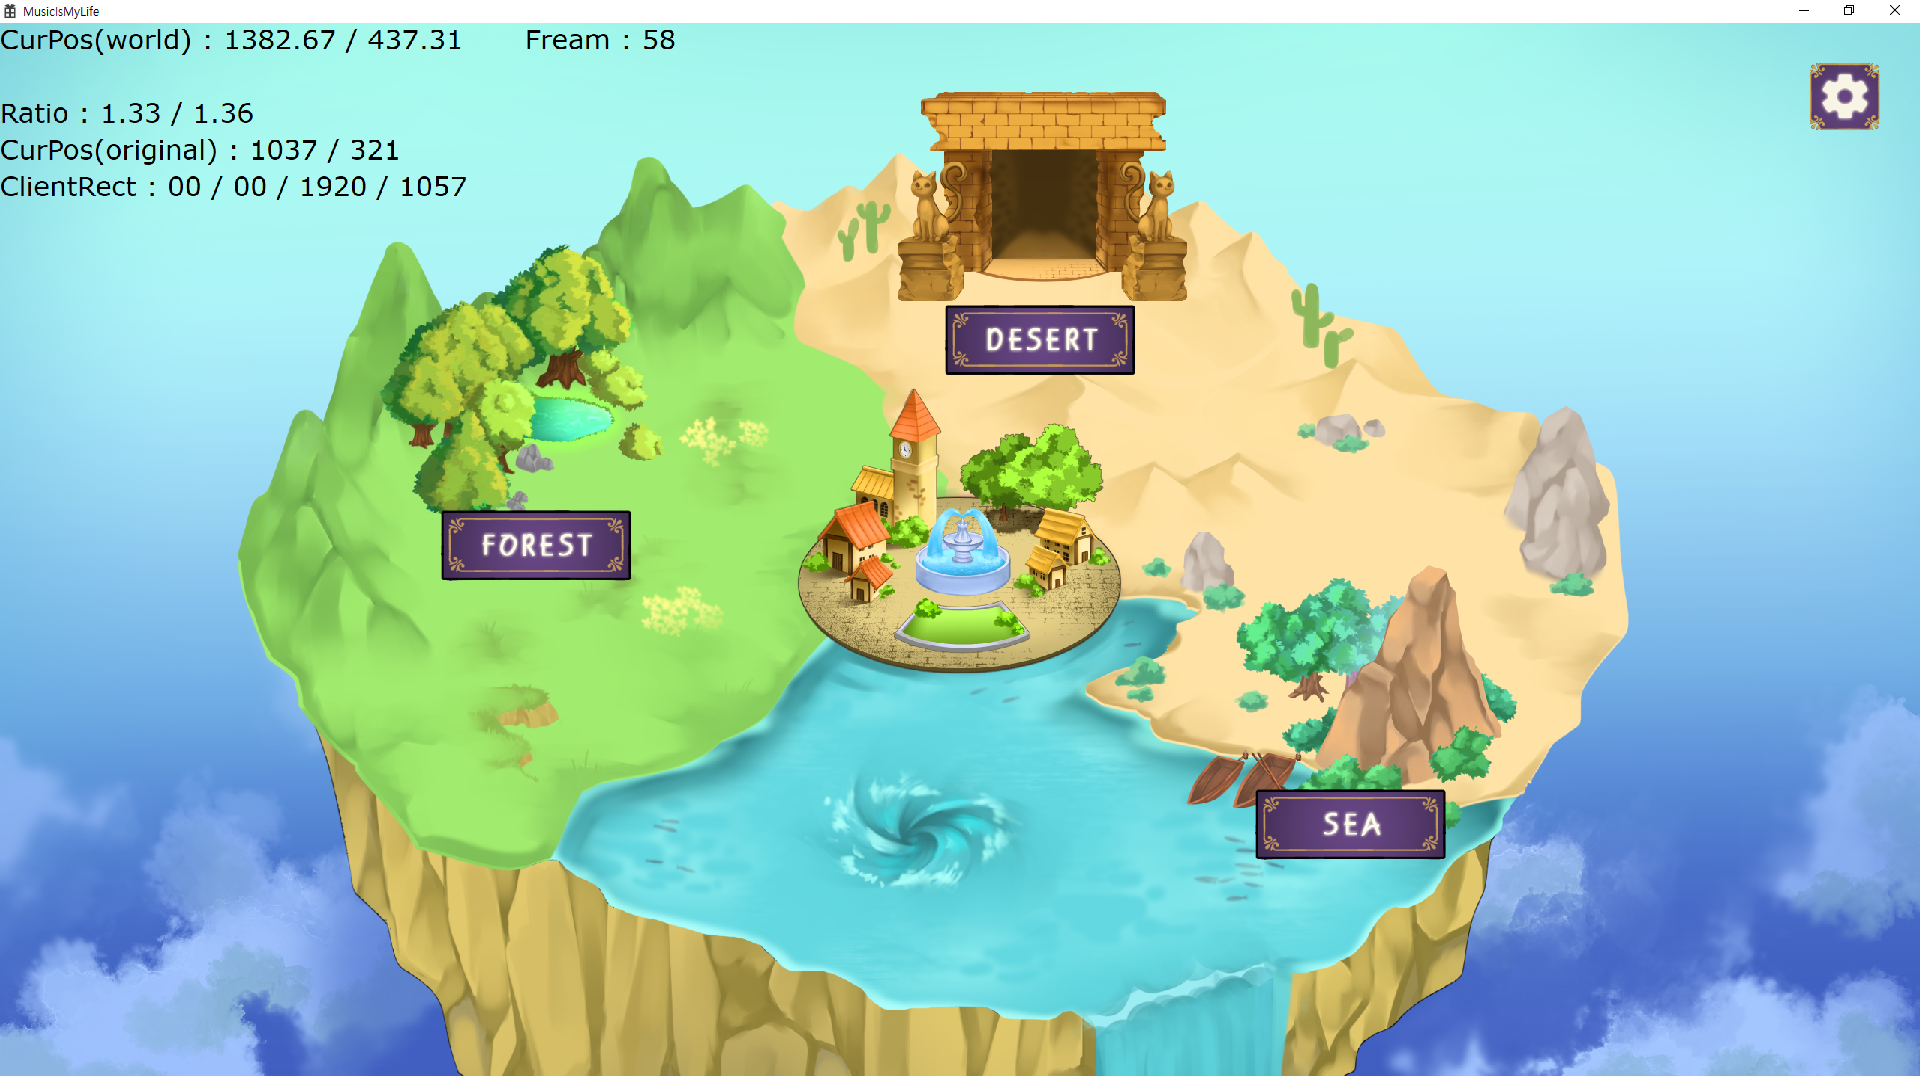 MusicIsMyLife
CurPos(world) : 1382.67 / 437.31 Fream : 58
Ratio : 1.33 / 1.36
CurPos(original) : 1037 / 321
ClientRect : 00 / 00 / 1920 / 1057
DESERT
FOREST
SEA